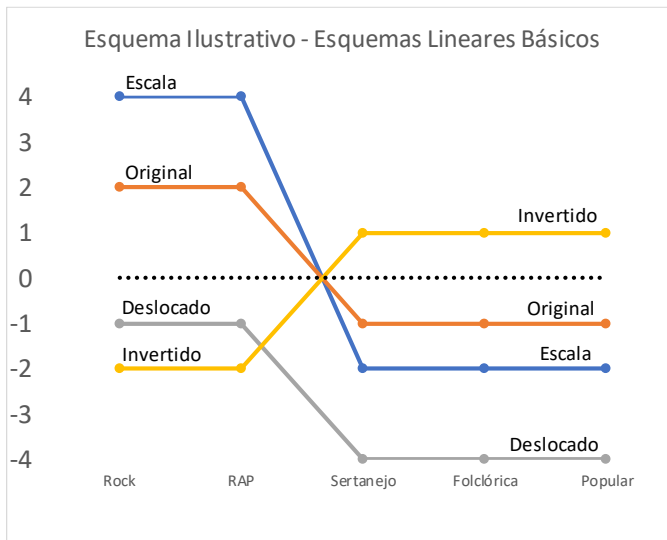 Esquema Ilustrativo - Esquemas Lineares Básicos
4
Escala
3
2
Original
1
Invertido
0
-1
Deslocado
Original
-2
Invertido
Escala
-3
-4
Deslocado
Rock RAP Sertanejo Folclórica Popular